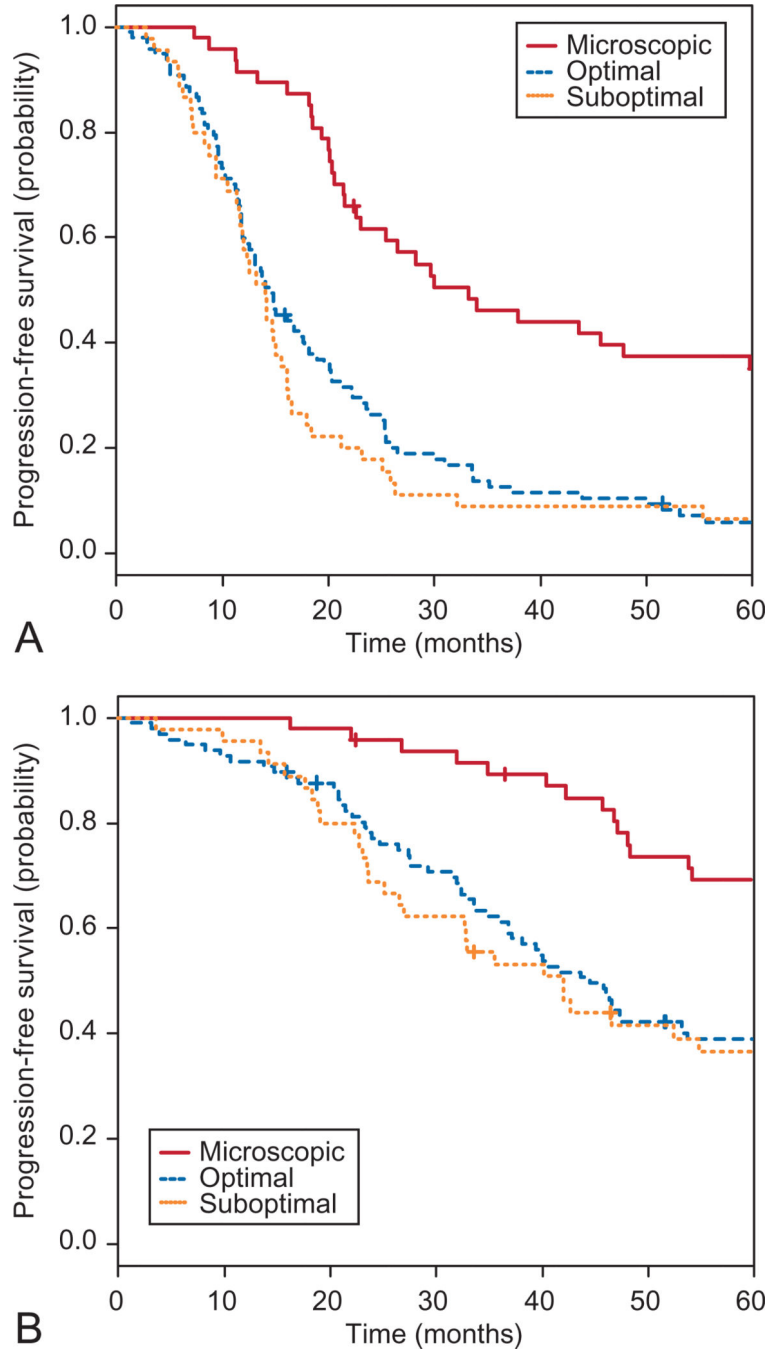 Progression-free survival (probability)
1.0
0.8
0.6
0.4
0.2
0.0
Microscopic
Optimal
Suboptimal
0 10 20 30 40 50 60
Time (months)
A
Progression-free survival (probability)
1.0
0.8
0.6
0.4
0.2
0.0
Microscopic
Optimal
Suboptimal
0 10 20 30 40 50 60
Time (months)
B